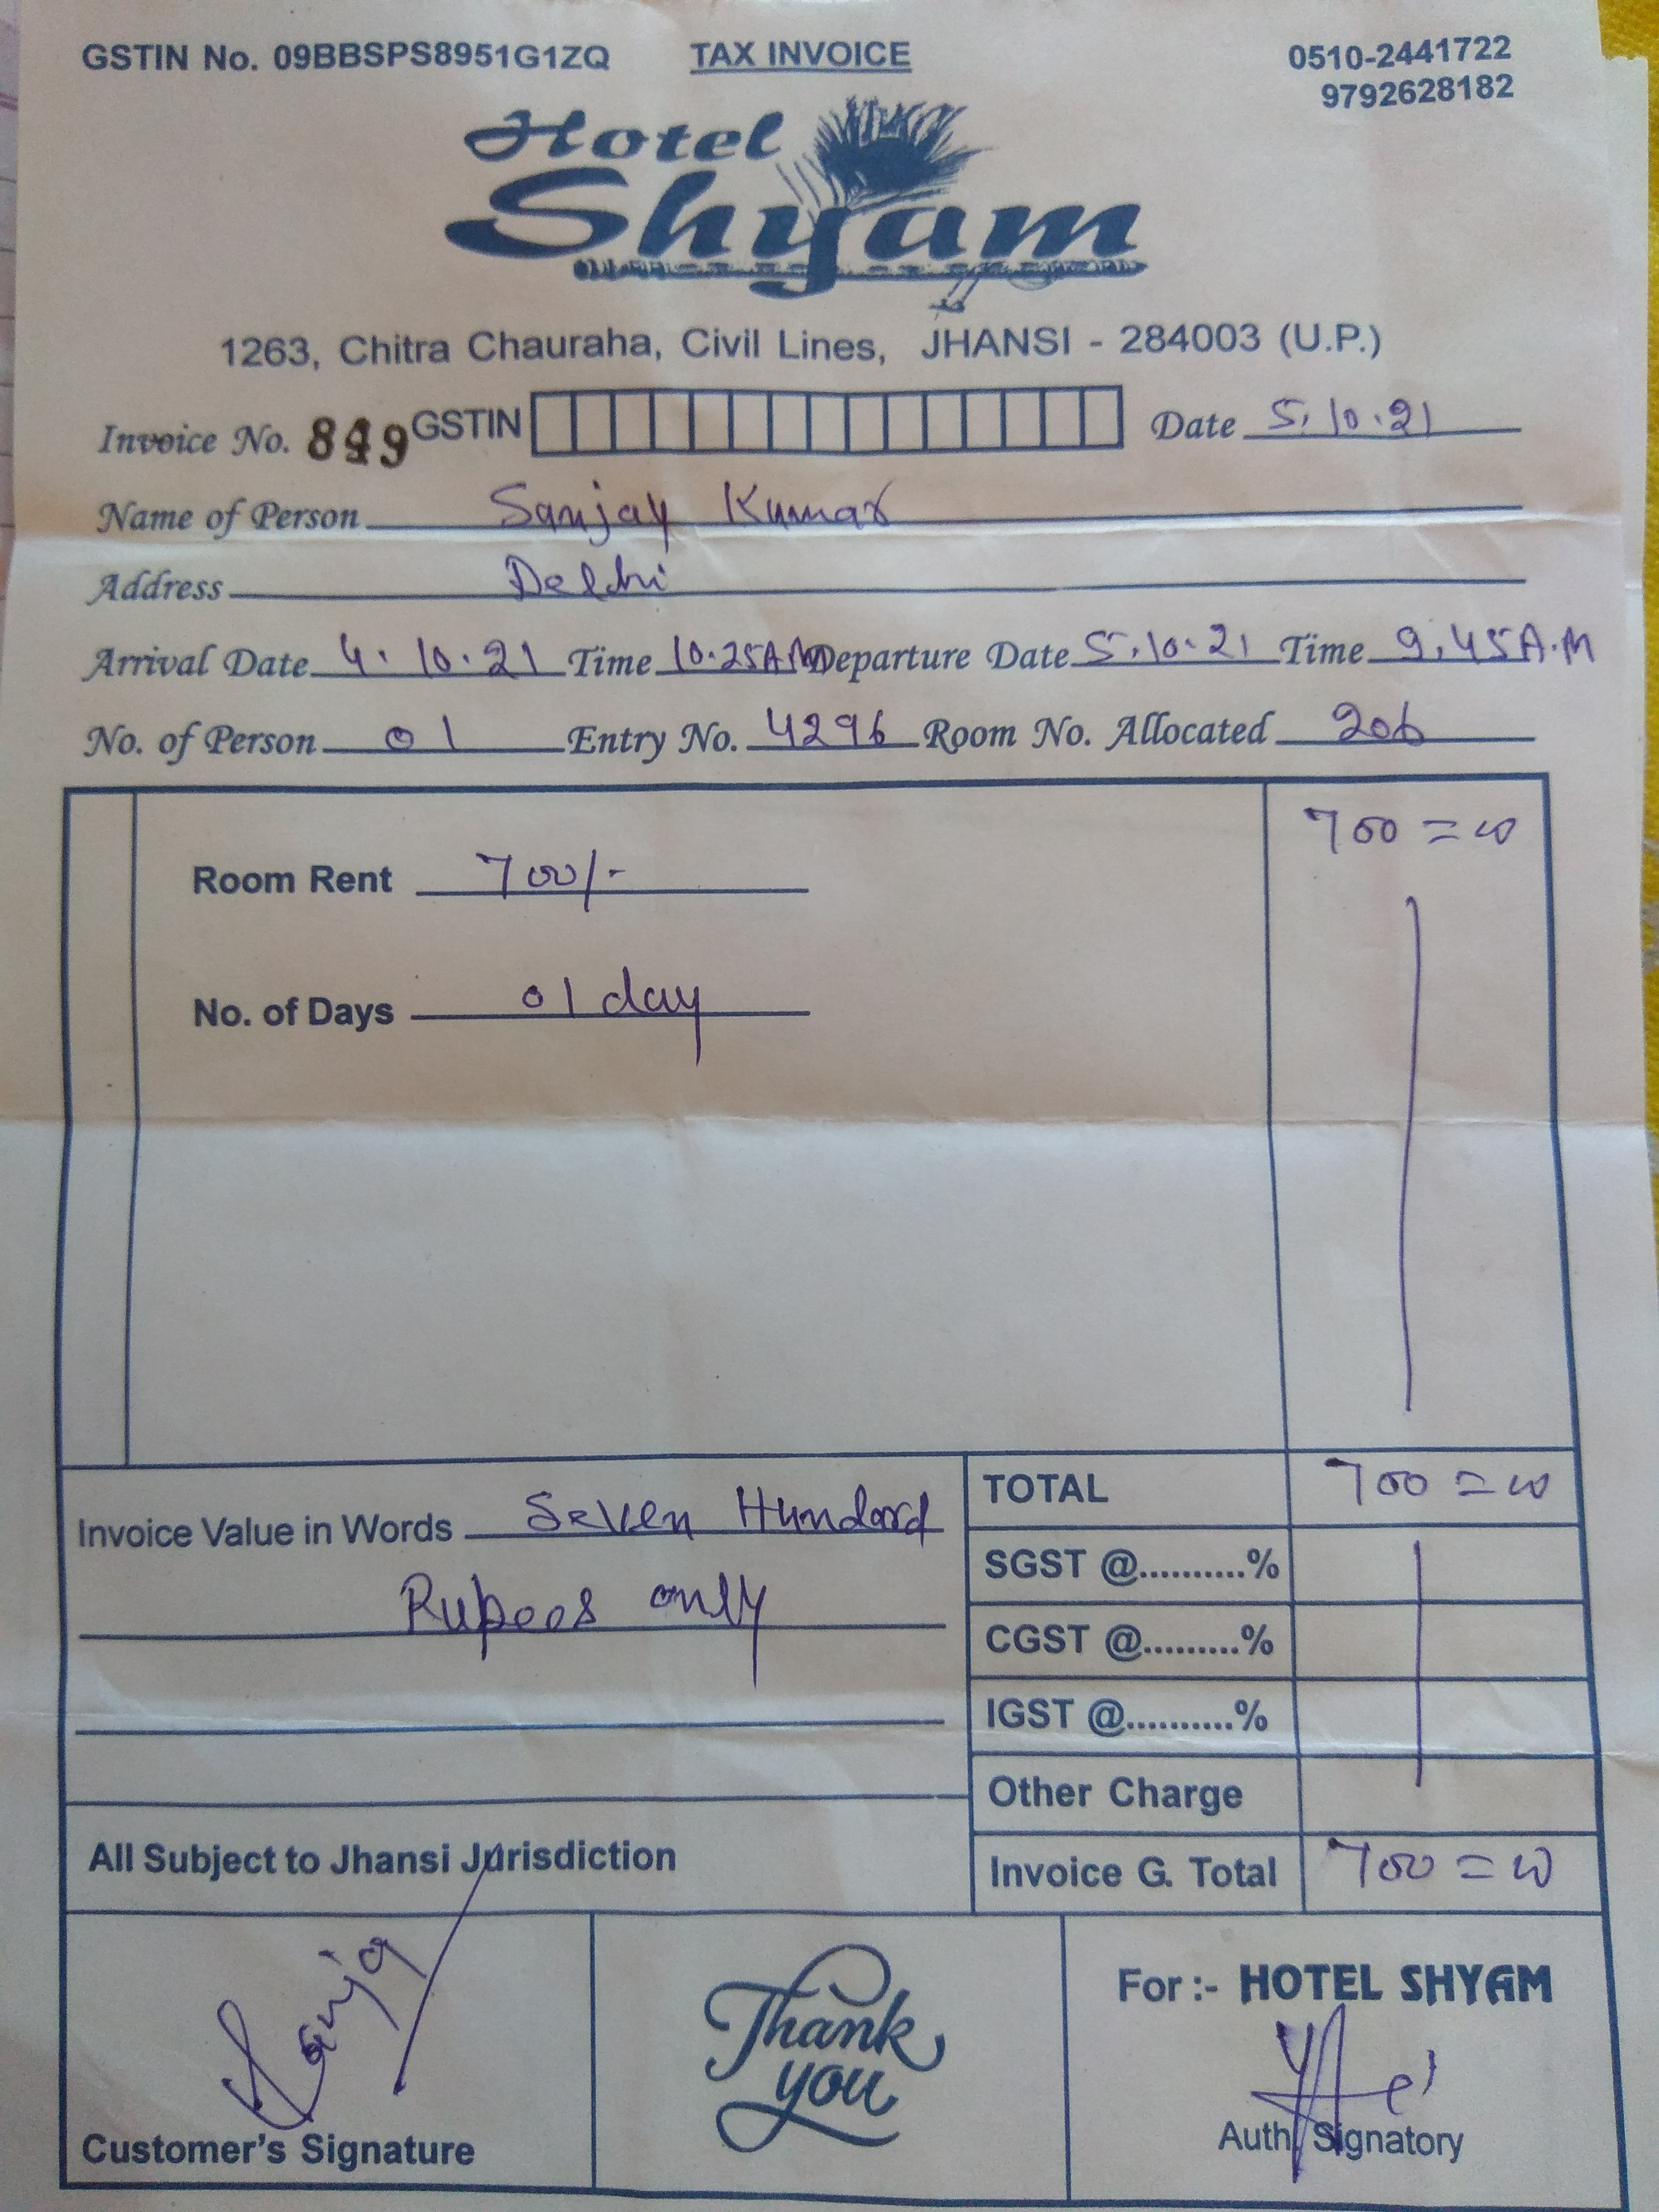 GSTIN No. 09BBSPS8951G1ZQ TAX INVOICE 0510-2441722
9792628182
Hotel
Shyam
1263, Chitra Chauraha, Civil Lines, JHANSI - 284003 (U.P.)
Invoice No. 849 GSTIN Date 5.10.21
Name of Person Sanjay Kumar
Address Delhi
Arrival Date 4.10.21 Time 10.25AM Departure Date 5.10.21 Time 9.45A.M
No. of Person 01 Entry No. 4296 Room No. Allocated 206
700=00
Room Rent 700/-
No. of Days 01 day
TOTAL 700=00
Invoice Value in Words Seven Hundord
SGST @..........%
Rupees only
CGST @.........%
IGST @..........%
Other Charge
All Subject to Jhansi Jurisdiction
Invoice G. Total 700=00
Sanja
Thank
you
For :- HOTEL SHYAM
Customer's Signature
Auth. Signatory